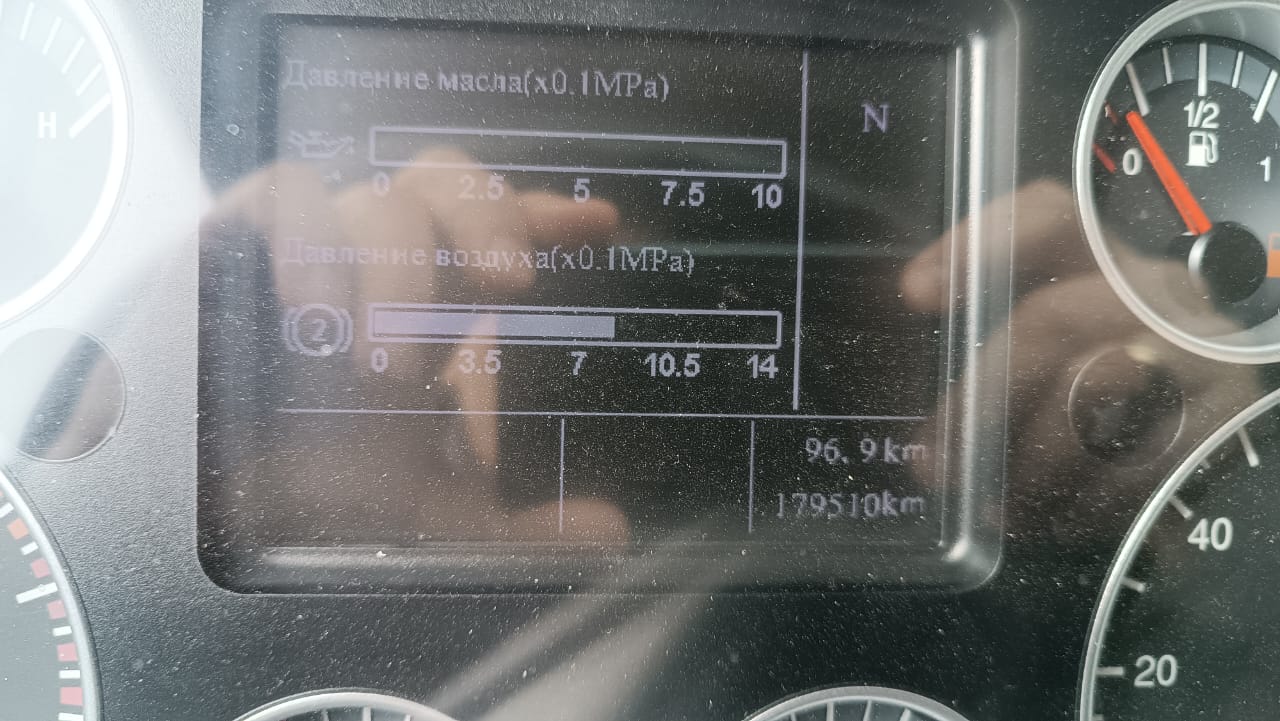 Давление масла(x0.1MPa)
0 2.5 5 7.5 10
Давление воздуха(x0.1MPa)
2
0 3.5 7 10.5 14
N
96.9km
179510km
H
0 1/2 1
40
20